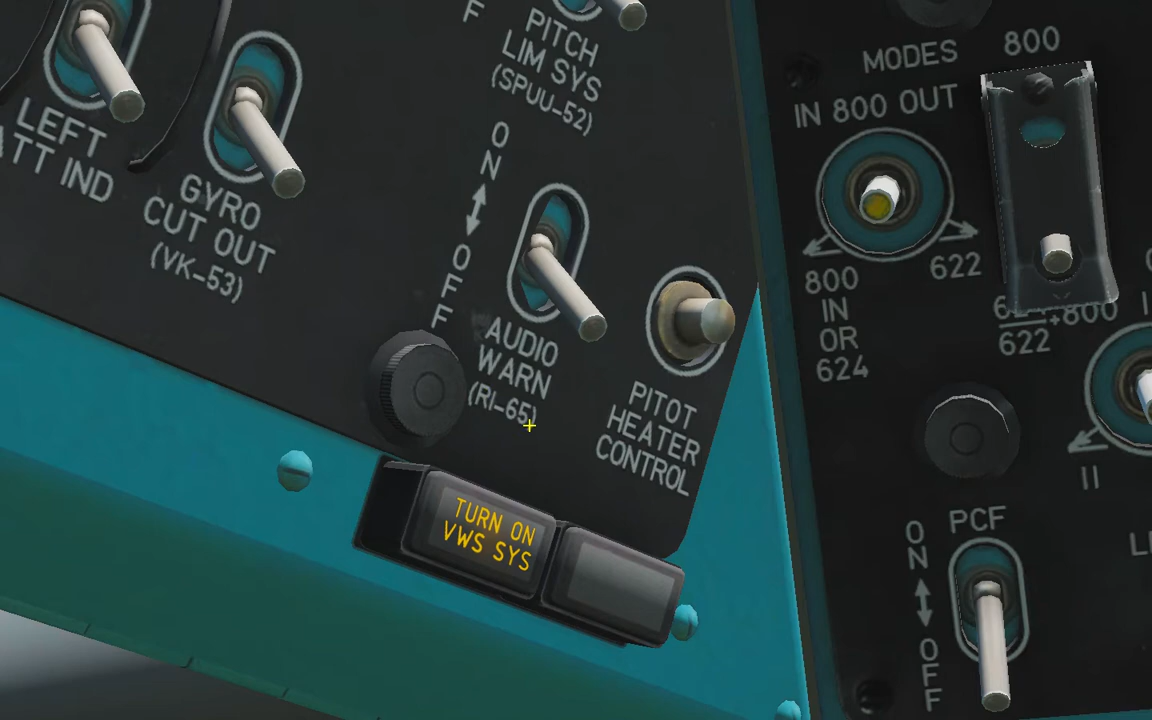 F
PITCH
LIM SYS
(SPUU-52)
LEFT
TT IND
GYRO
CUT OUT
(VK-53)
ON
OFF
AUDIO
WARN
(RI-65)
PITOT
HEATER
CONTROL
TURN ON
VWS SYS
MODES
800
IN 800 OUT
800
IN
OR
624
622
622
+800
I
II
PCF
ON
OFF